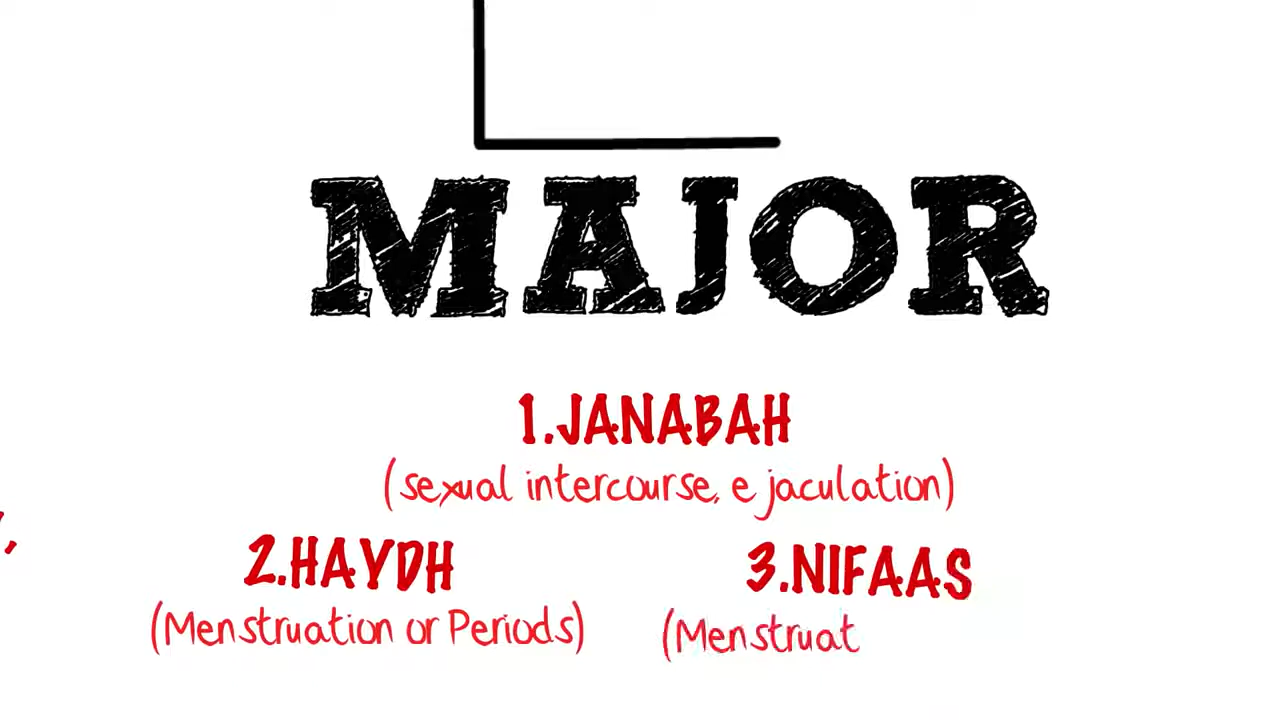 MAJOR
1.JANABAH
(sexual intercourse, ejaculation)
2.HAYDH
(Menstruation or Periods)
3.NIFAAS
(Menstruat